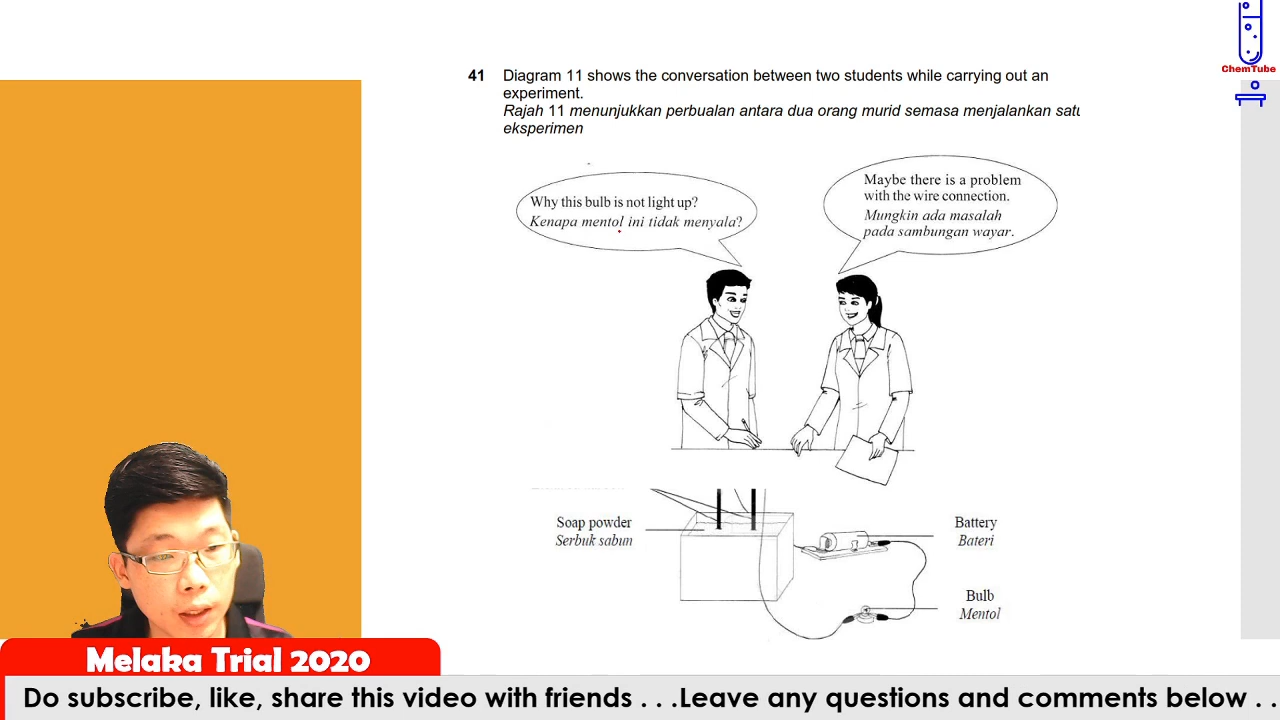 ChemTube
41 Diagram 11 shows the conversation between two students while carrying out an
experiment.
Rajah 11 menunjukkan perbualan antara dua orang murid semasa menjalankan satu
eksperimen
Why this bulb is not light up?
Kenapa mentol ini tidak menyala?
Maybe there is a problem
with the wire connection.
Mungkin ada masalah
pada sambungan wayar.
Soap powder
Serbuk sabun
Battery
Bateri
Bulb
Mentol
Melaka Trial 2020
Do subscribe, like, share this video with friends . . .Leave any questions and comments below . .